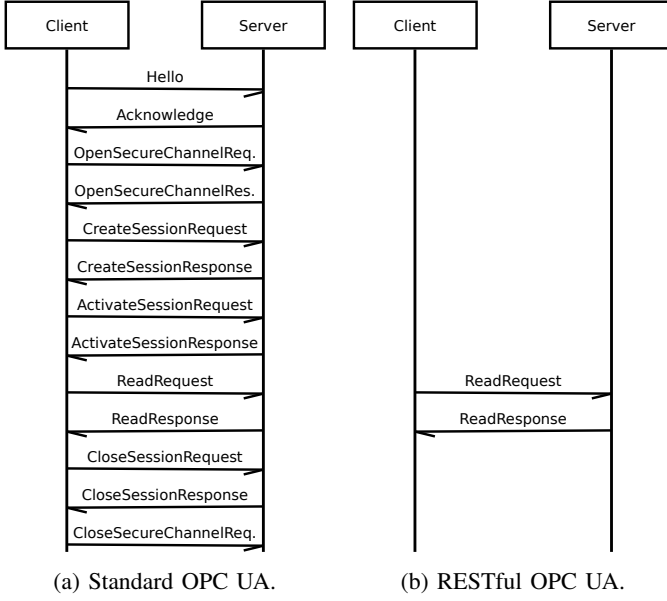 Client
Server
Hello
Acknowledge
OpenSecureChannelReq.
OpenSecureChannelRes.
CreateSessionRequest
CreateSessionResponse
ActivateSessionRequest
ActivateSessionResponse
ReadRequest
ReadResponse
CloseSessionRequest
CloseSessionResponse
CloseSecureChannelReq.
(a) Standard OPC UA.
Client
Server
ReadRequest
ReadResponse
(b) RESTful OPC UA.